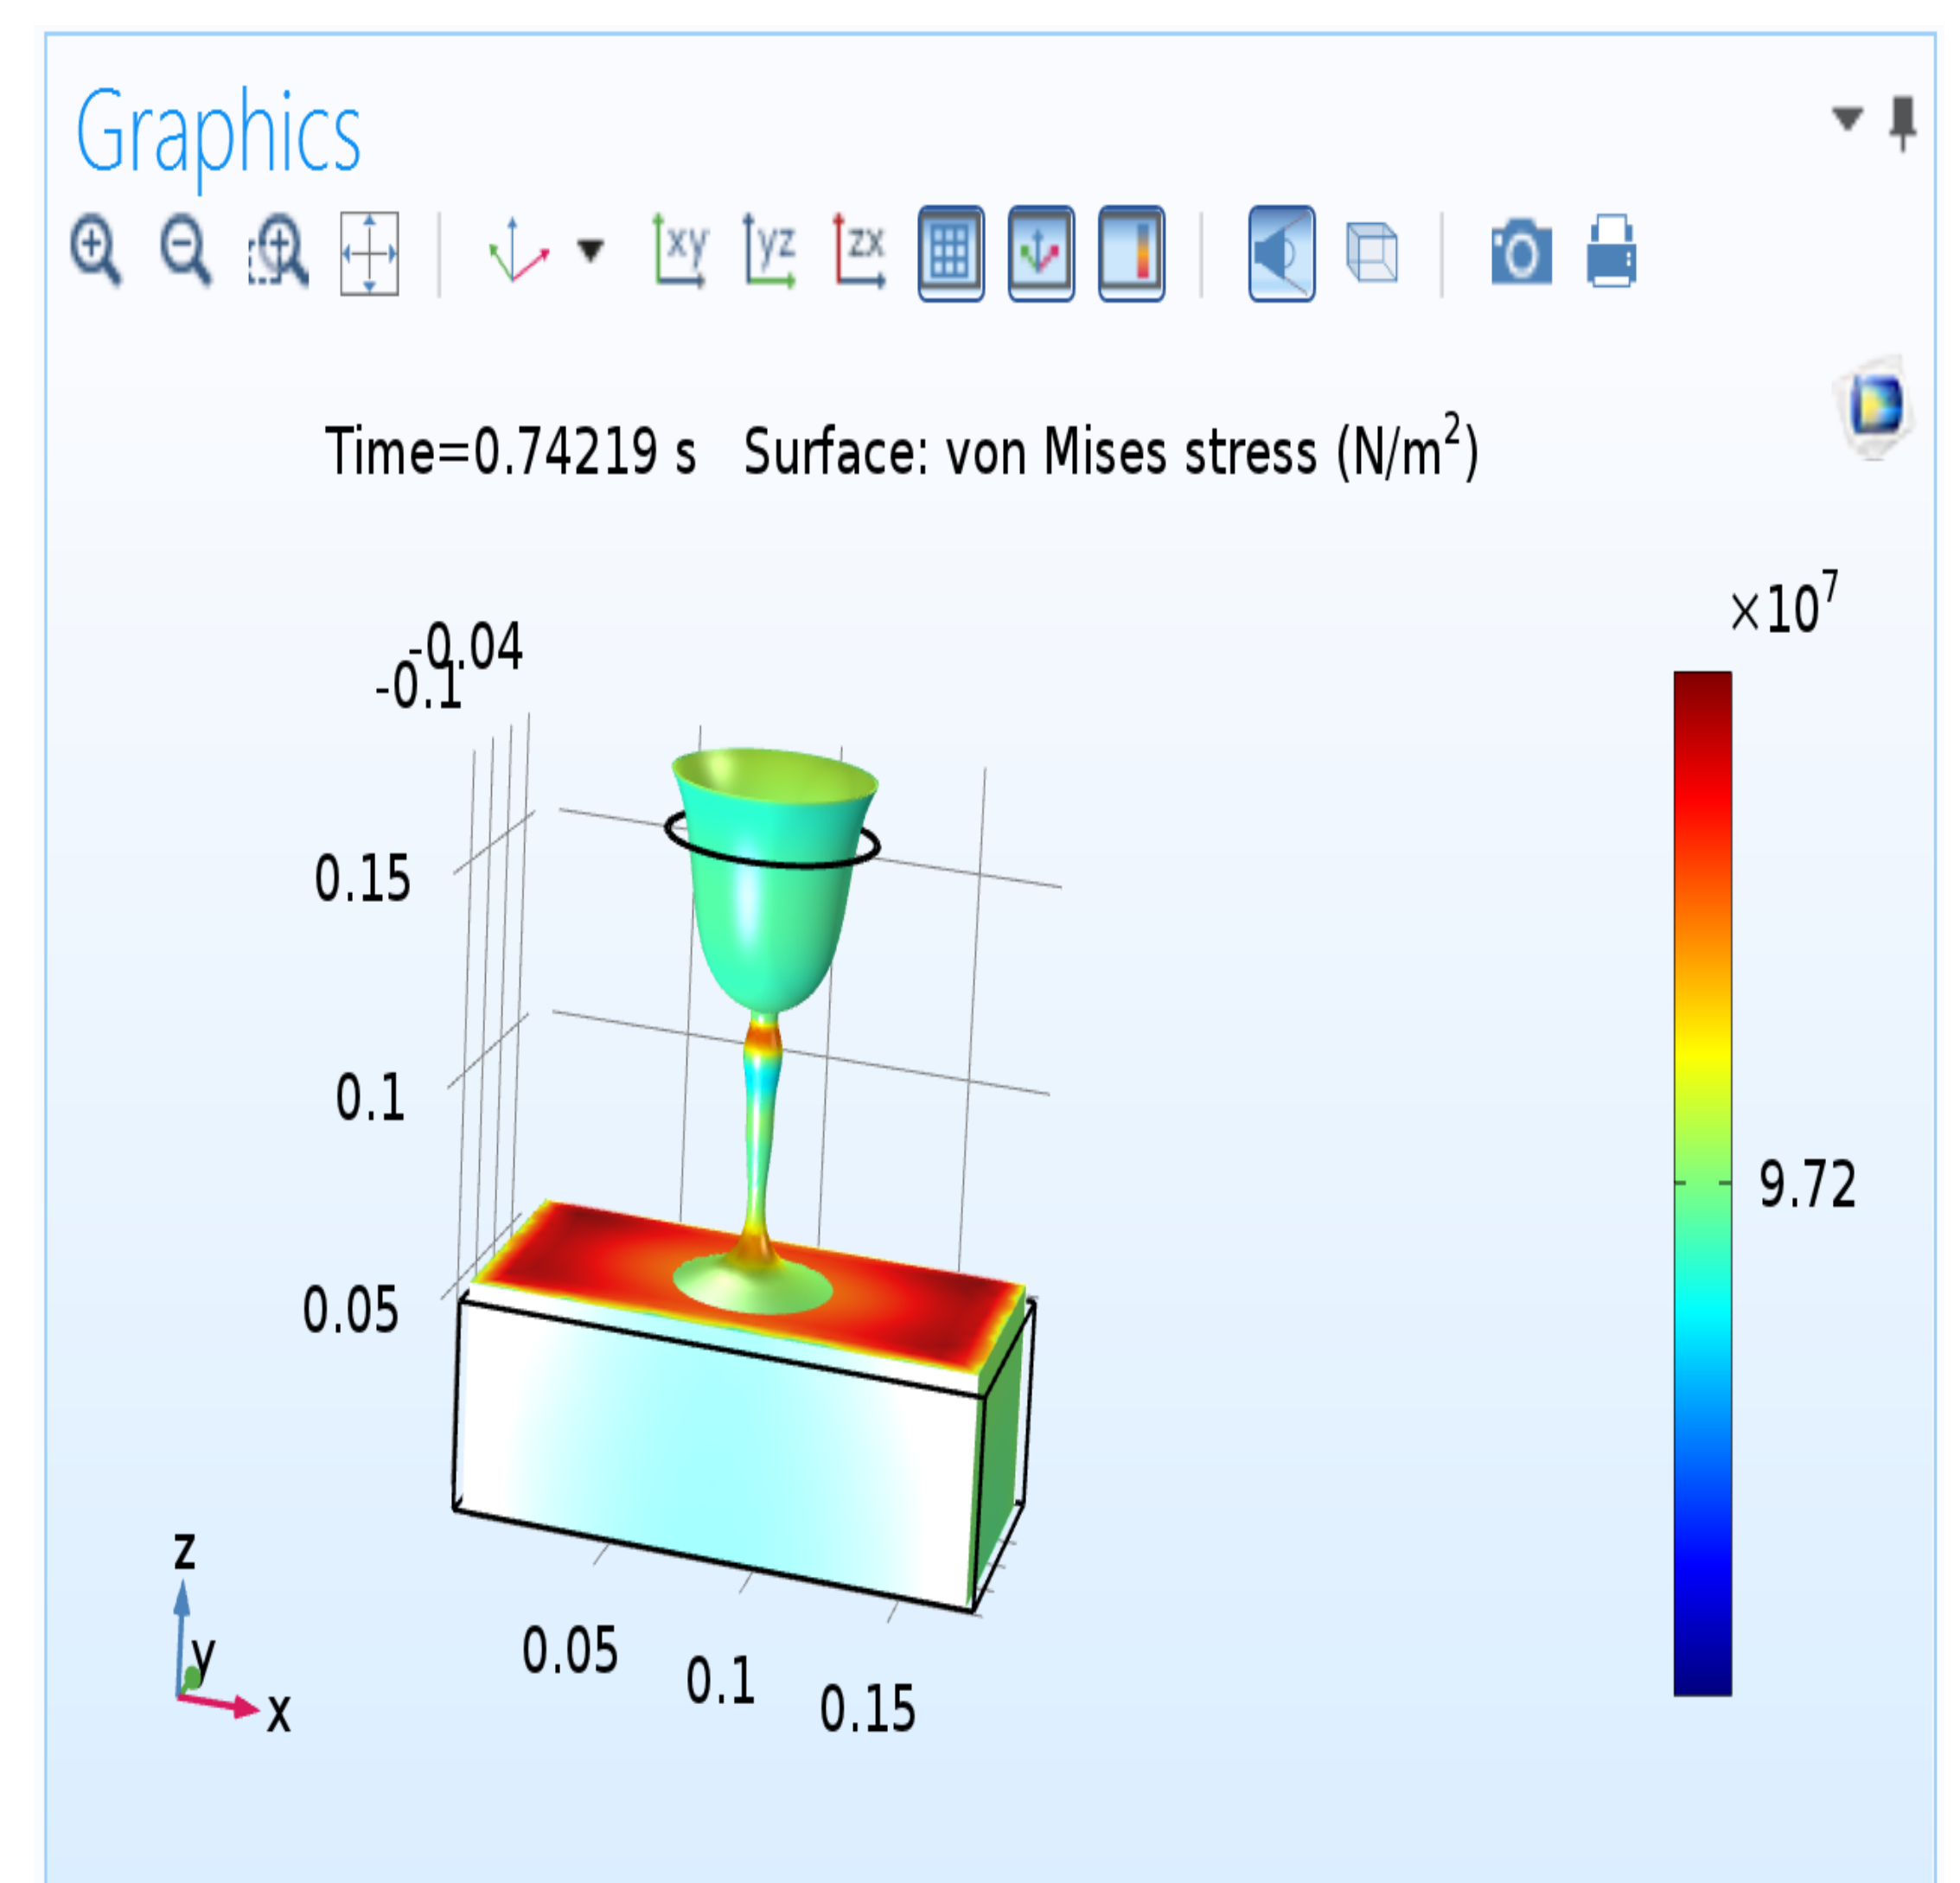 Graphics
xy yz zx
Time=0.74219 s Surface: von Mises stress (N/m²)
×10⁷
-0.04
-0.1
0.15
0.1
9.72
0.05
z
y
x
0.05
0.1
0.15